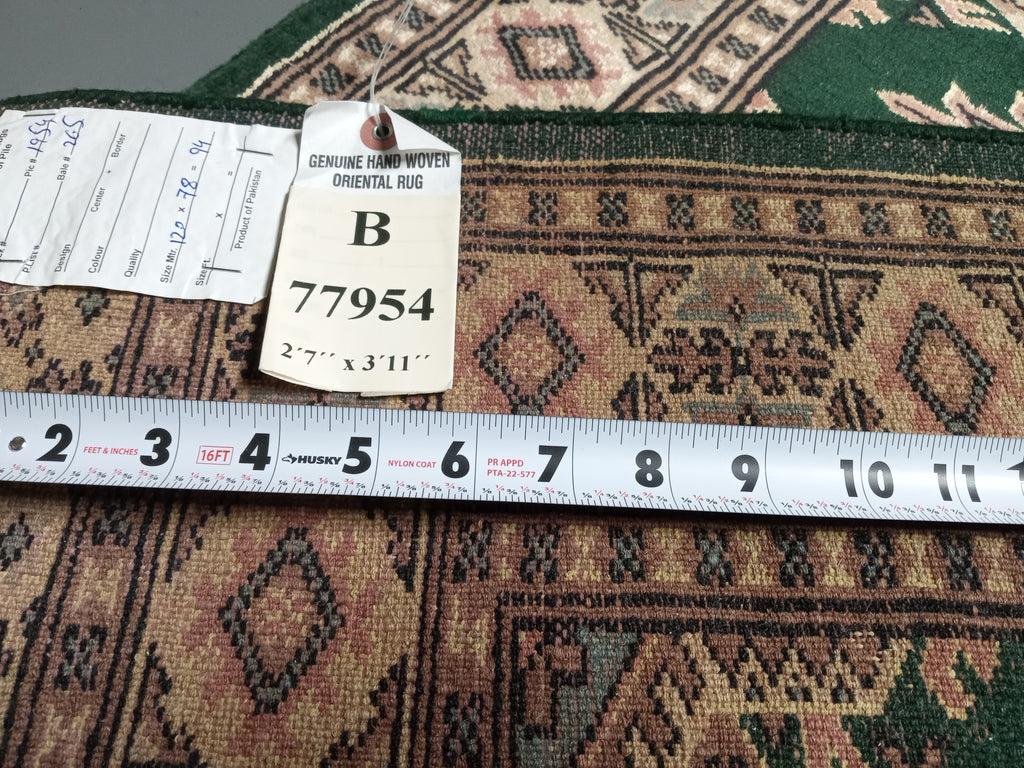 Pic # 1954
Bale # 265
P.List #
Design
Border
Center
Colour
Quality
Size Mtr. 120 x 78 = 94
Size Ft. x =
Product of Pakistan
GENUINE HAND WOVEN
ORIENTAL RUG
B
77954
2´7´´ x 3´11´´
2 FEET & INCHES 3 16FT 4 HUSKY 5 NYLON COAT 6 PR APPD PTA-22-577 7 8 9 10 11